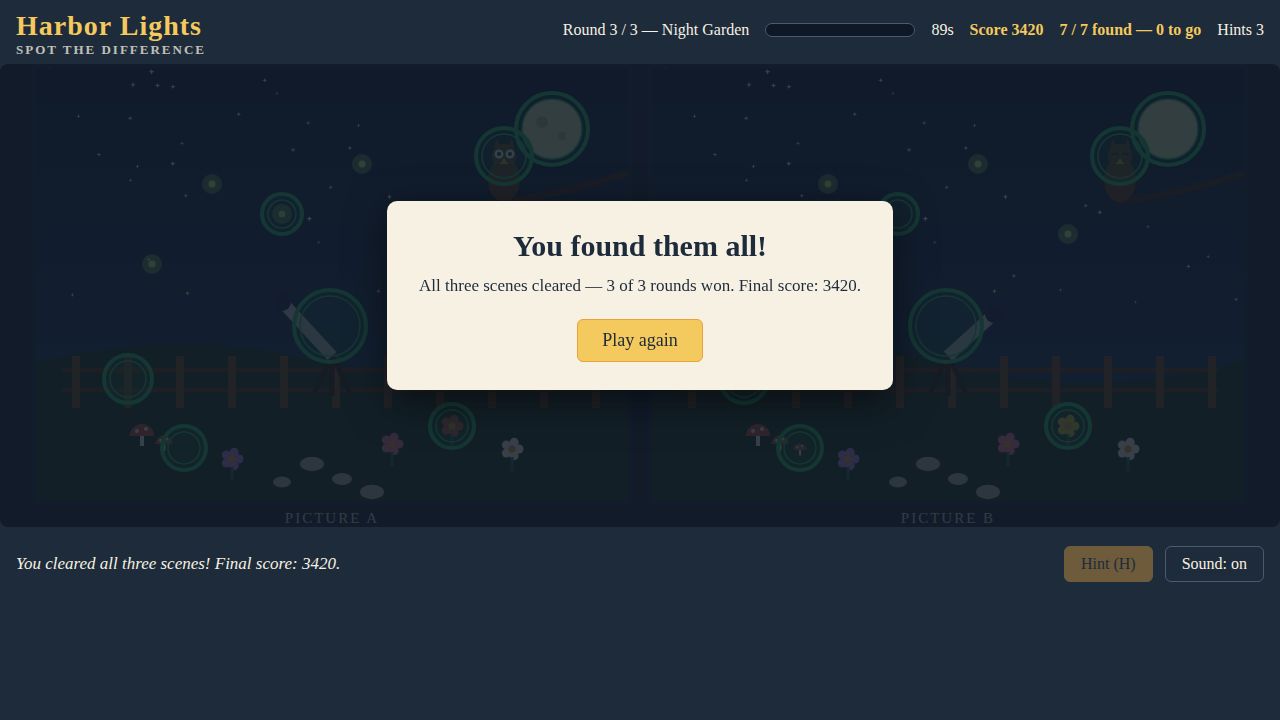 Harbor Lights
SPOT THE DIFFERENCE
Round 3 / 3 — Night Garden
89s
Score 3420
7 / 7 found — 0 to go
Hints 3
You found them all!
All three scenes cleared — 3 of 3 rounds won. Final score: 3420.
Play again
PICTURE A
PICTURE B
You cleared all three scenes! Final score: 3420.
Hint (H)
Sound: on